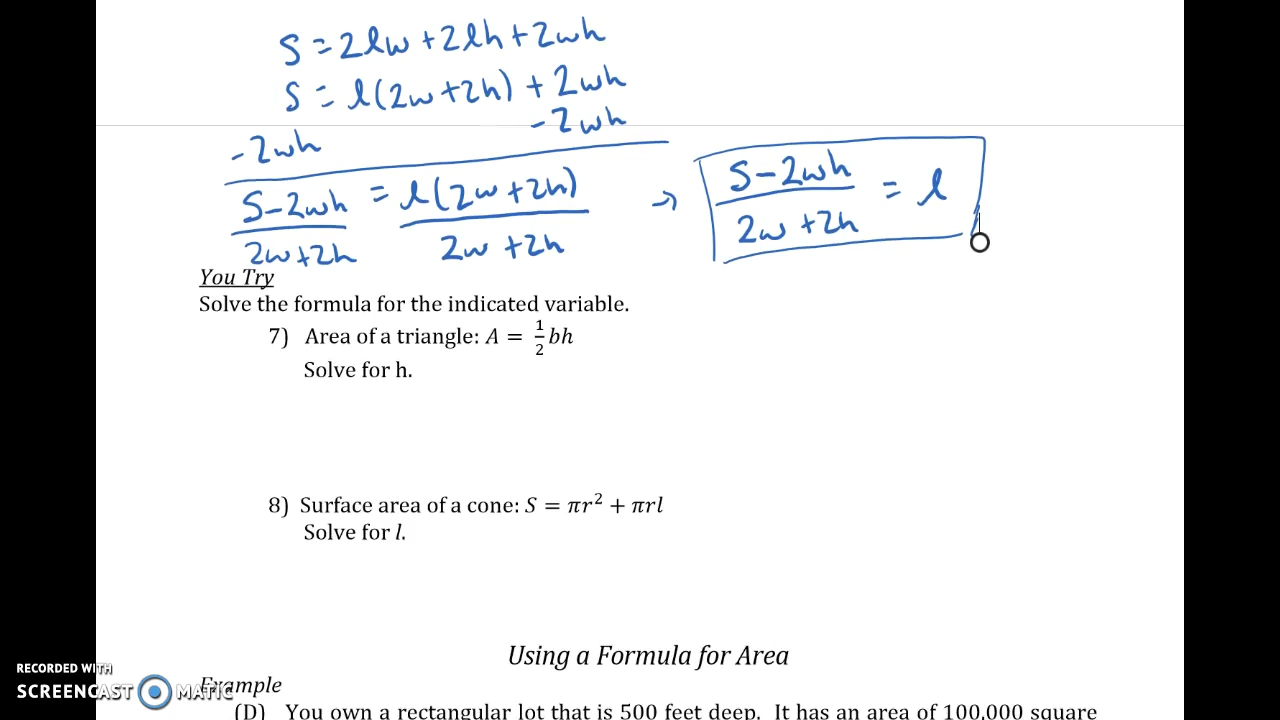 S = 2lw + 2lh + 2wh
S = l(2w + 2h) + 2wh
-2wh -2wh
S-2wh/2w+2h = l(2w+2h)/2w+2h → S-2wh/2w+2h = l
You Try
Solve the formula for the indicated variable.
7) Area of a triangle: A = 1/2 bh
Solve for h.
8) Surface area of a cone: S = πr² + πrl
Solve for l.
Using a Formula for Area
Example
(D) You own a rectangular lot that is 500 feet deep. It has an area of 100,000 square
RECORDED WITH
SCREENCAST MATIC